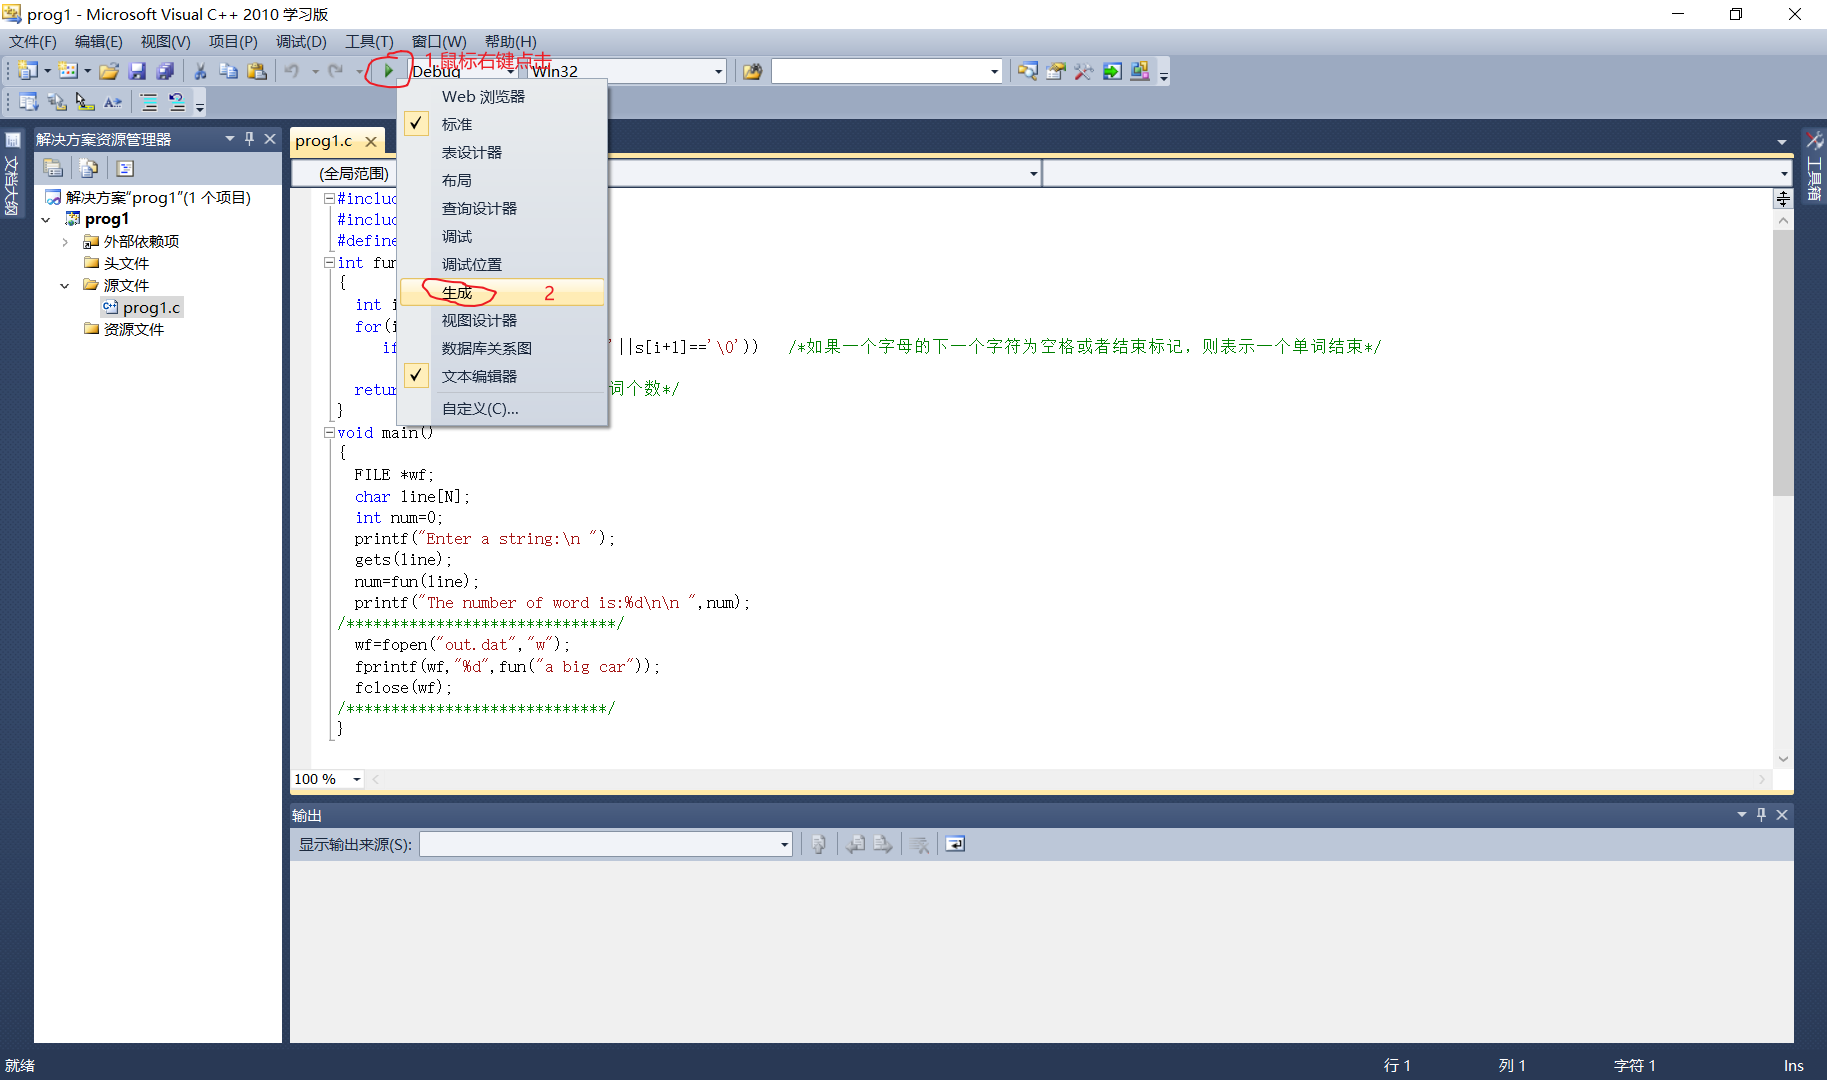 prog1 - Microsoft Visual C++ 2010 学习版
文件(F) 编辑(E) 视图(V) 项目(P) 调试(D) 工具(T) 窗口(W) 帮助(H)
1.鼠标右键点击
Debug Win32
Web 浏览器
标准
表设计器
布局
查询设计器
调试
调试位置
生成 2
视图设计器
数据库关系图
文本编辑器
自定义(C)...
文档大纲
解决方案资源管理器
解决方案"prog1"(1 个项目)
prog1
外部依赖项
头文件
源文件
prog1.c
资源文件
prog1.c
(全局范围)
#includ
#includ
#define
int fun
{
int i
for(i
if '||s[i+1]=='\0')) /*如果一个字母的下一个字符为空格或者结束标记，则表示一个单词结束*/
retur 词个数*/
}
void main()
{
FILE *wf;
char line[N];
int num=0;
printf("Enter a string:\n ");
gets(line);
num=fun(line);
printf("The number of word is:%d\n\n ",num);
/******************************/
wf=fopen("out.dat","w");
fprintf(wf,"%d",fun("a big car"));
fclose(wf);
/*****************************/
}
100 %
工具箱
输出
显示输出来源(S):
就绪 行 1 列 1 字符 1 Ins